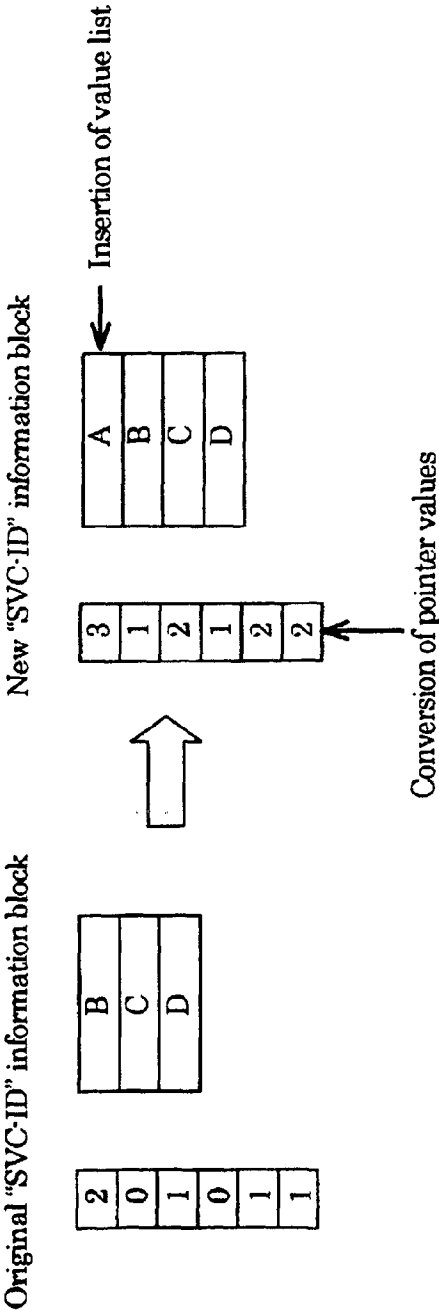 Original “SVC-ID” information block
2
0
1
0
1
1
B
C
D
New “SVC-ID” information block
3
1
2
1
2
2
A
B
C
D
Insertion of value list
Conversion of pointer values